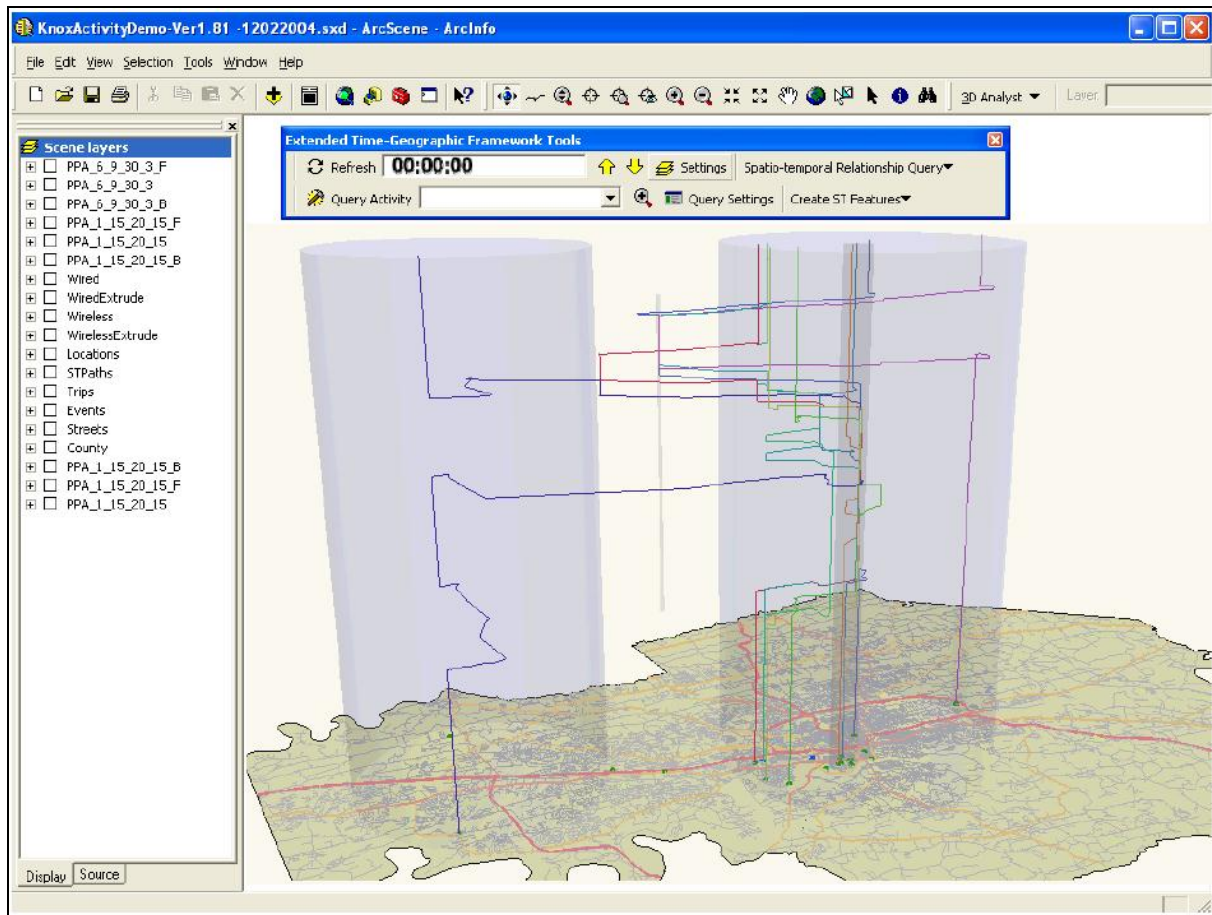 KnoxActivityDemo-Ver1.81 -12022004.sxd - ArcScene - ArcInfo
File Edit View Selection Tools Window Help
3D Analyst Layer
Extended Time-Geographic Framework Tools
Refresh 00:00:00 Settings Spatio-temporal Relationship Query
Query Activity Query Settings Create ST Features
Scene layers
PPA_6_9_30_3_F
PPA_6_9_30_3
PPA_6_9_30_3_B
PPA_1_15_20_15_F
PPA_1_15_20_15
PPA_1_15_20_15_B
Wired
WiredExtrude
Wireless
WirelessExtrude
Locations
STPaths
Trips
Events
Streets
County
PPA_1_15_20_15_B
PPA_1_15_20_15_F
PPA_1_15_20_15
Display Source